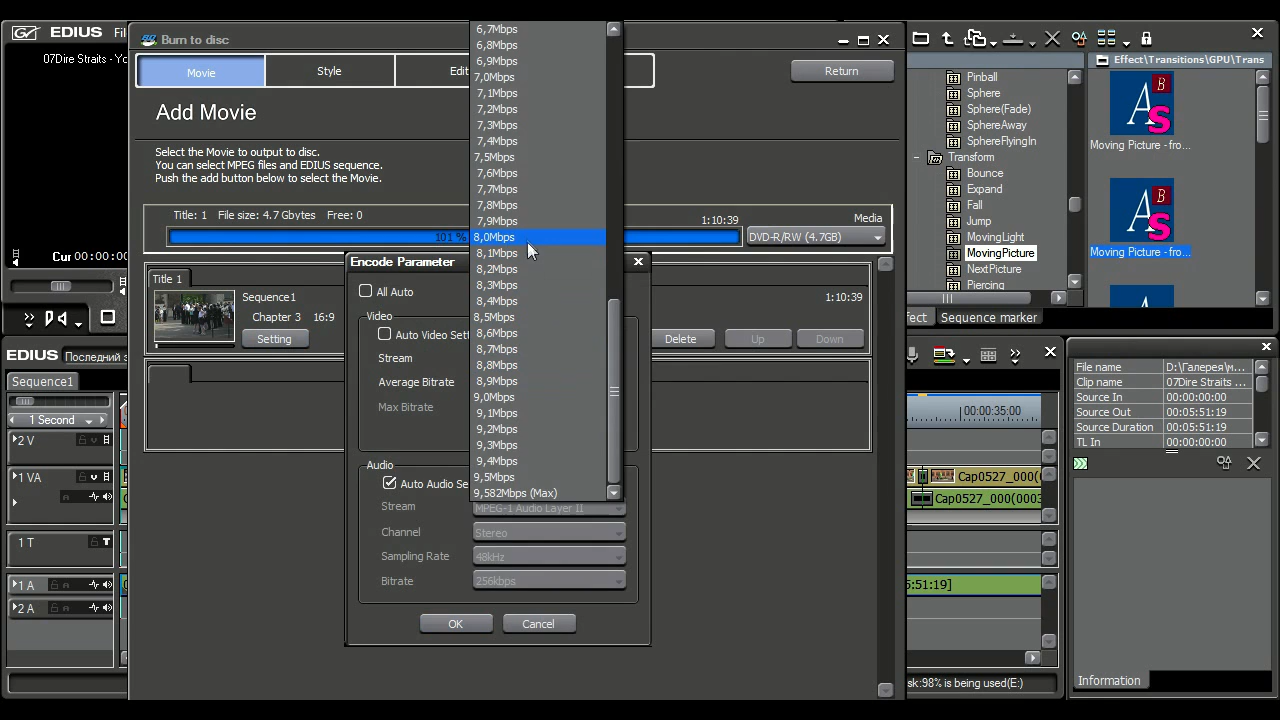 EDIUS Fil
07Dire Straits - Yo
Cur 00:00:00
Burn to disc
Movie
Style
Edit
Return
Add Movie
Select the Movie to output to disc.
You can select MPEG files and EDIUS sequence.
Push the add button below to select the Movie.
Title: 1 File size: 4.7 Gbytes Free: 0
1:10:39
Media
101 %
DVD-R/RW (4.7GB)
Title 1
Sequence1
Chapter 3 16:9
Setting
1:10:39
Delete
Up
Down
Encode Parameter
All Auto
Video
Auto Video Sett
Stream
Average Bitrate
Max Bitrate
Audio
Auto Audio Se
Stream
MPEG-1 Audio Layer II
Channel
Stereo
Sampling Rate
48kHz
Bitrate
256kbps
OK
Cancel
6,7Mbps
6,8Mbps
6,9Mbps
7,0Mbps
7,1Mbps
7,2Mbps
7,3Mbps
7,4Mbps
7,5Mbps
7,6Mbps
7,7Mbps
7,8Mbps
7,9Mbps
8,0Mbps
8,1Mbps
8,2Mbps
8,3Mbps
8,4Mbps
8,5Mbps
8,6Mbps
8,7Mbps
8,8Mbps
8,9Mbps
9,0Mbps
9,1Mbps
9,2Mbps
9,3Mbps
9,4Mbps
9,5Mbps
9,582Mbps (Max)
Pinball
Sphere
Sphere(Fade)
SphereAway
SphereFlyingIn
Transform
Bounce
Expand
Fall
Jump
MovingLight
MovingPicture
NextPicture
Piercing
fect
Sequence marker
Effect/Transitions/GPU/Trans
A B S
Moving Picture - fro...
A B S
Moving Picture - fro...
EDIUS Последний з
Sequence1
1 Second
2 V
1 VA
1 T
1 A
2 A
00:00:35:00
Cap0527_000(
Cap0527_000(0003
5:51:19]
sk:98% is being used(E:)
File name D:\Галерея\м...
Clip name 07Dire Straits ...
Source In 00:00:00:00
Source Out 00:05:51:19
Source Duration 00:05:51:19
TL In 00:00:00:00
Information